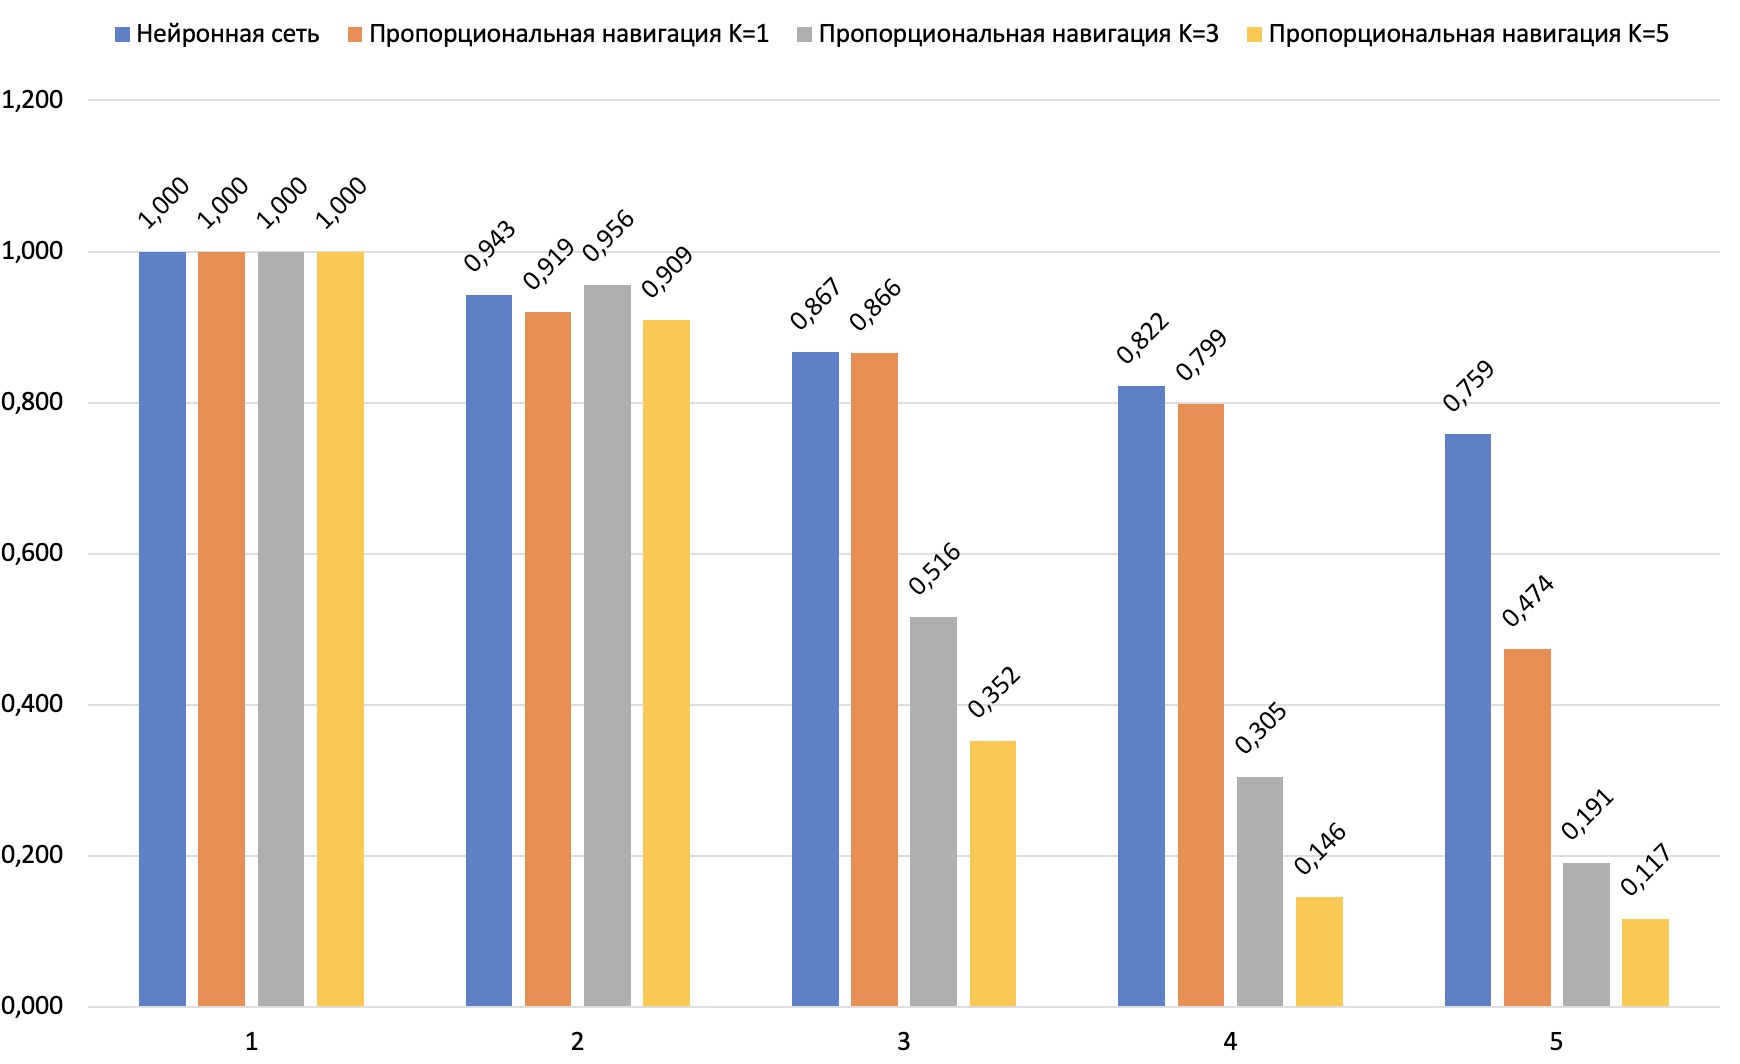 Нейронная сеть Пропорциональная навигация K=1 Пропорциональная навигация K=3 Пропорциональная навигация K=5
1,200
1,000
0,800
0,600
0,400
0,200
0,000
1,000 1,000 1,000 1,000
0,943 0,919 0,956 0,909
0,867 0,866 0,516 0,352
0,822 0,799 0,305 0,146
0,759 0,474 0,191 0,117
1 2 3 4 5